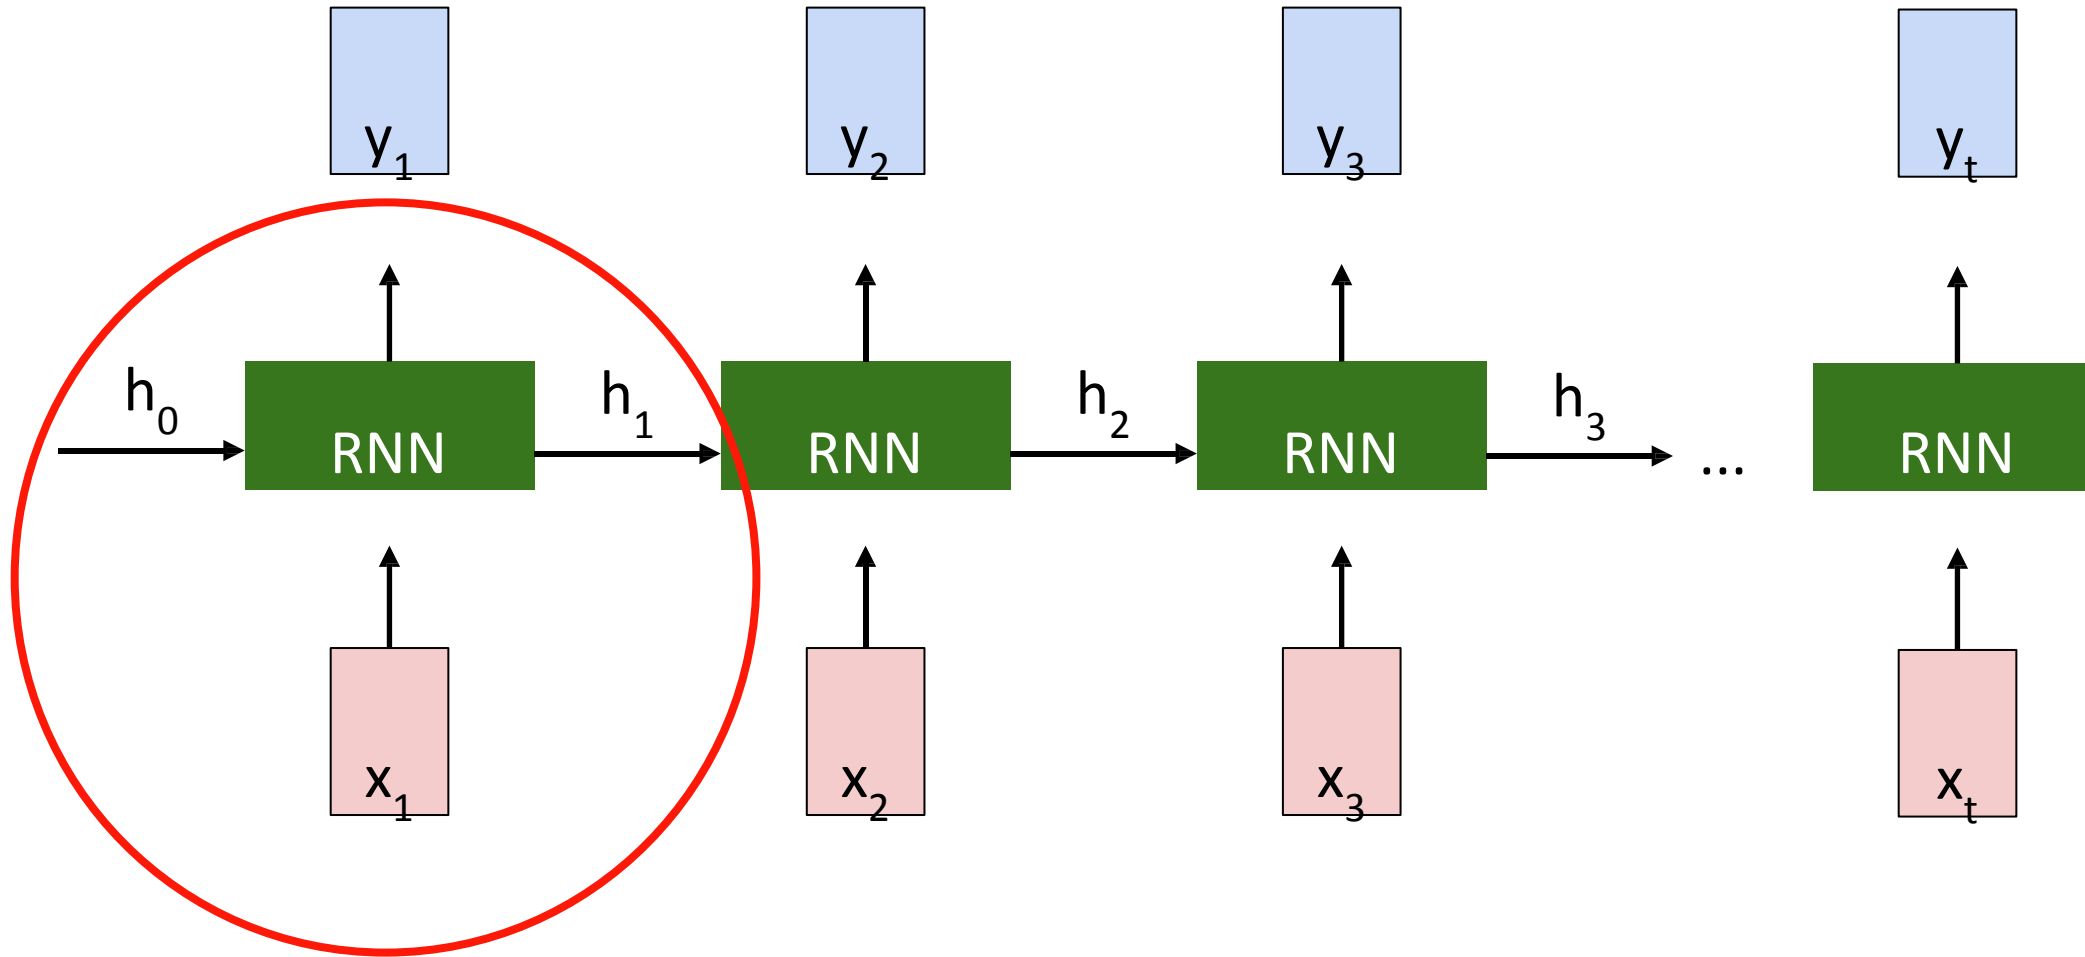 y1 y2 y3 yt
h0 h1 h2 h3
RNN RNN RNN ... RNN
x1 x2 x3 xt